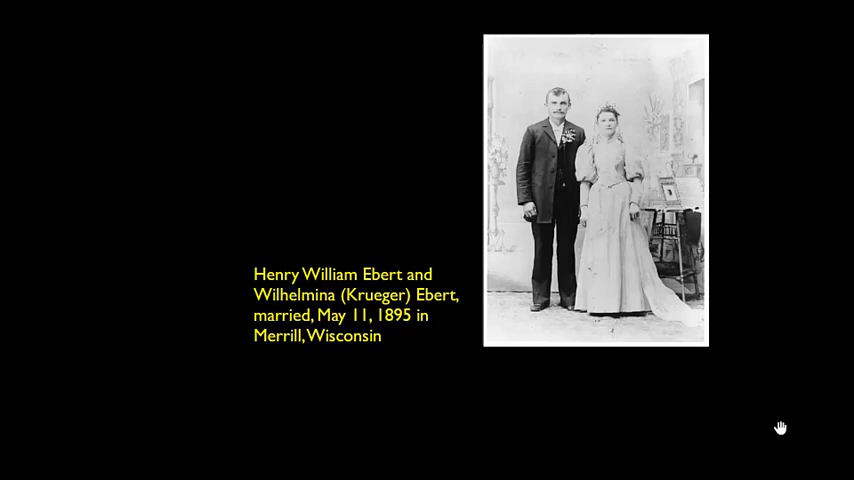 Henry William Ebert and
Wilhelmina (Krueger) Ebert,
married, May 11, 1895 in
Merrill, Wisconsin